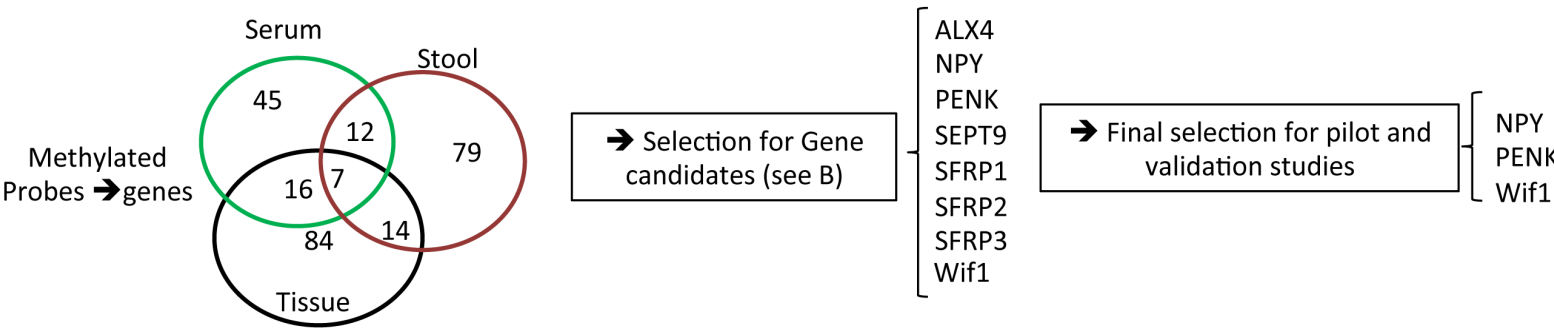 Serum
Stool
45
12
79
Methylated
Probes ➔genes
16
7
84
14
Tissue
➔ Selection for Gene
candidates (see B)
ALX4
NPY
PENK
SEPT9
SFRP1
SFRP2
SFRP3
Wif1
➔ Final selection for pilot and
validation studies
NPY
PENK
Wif1